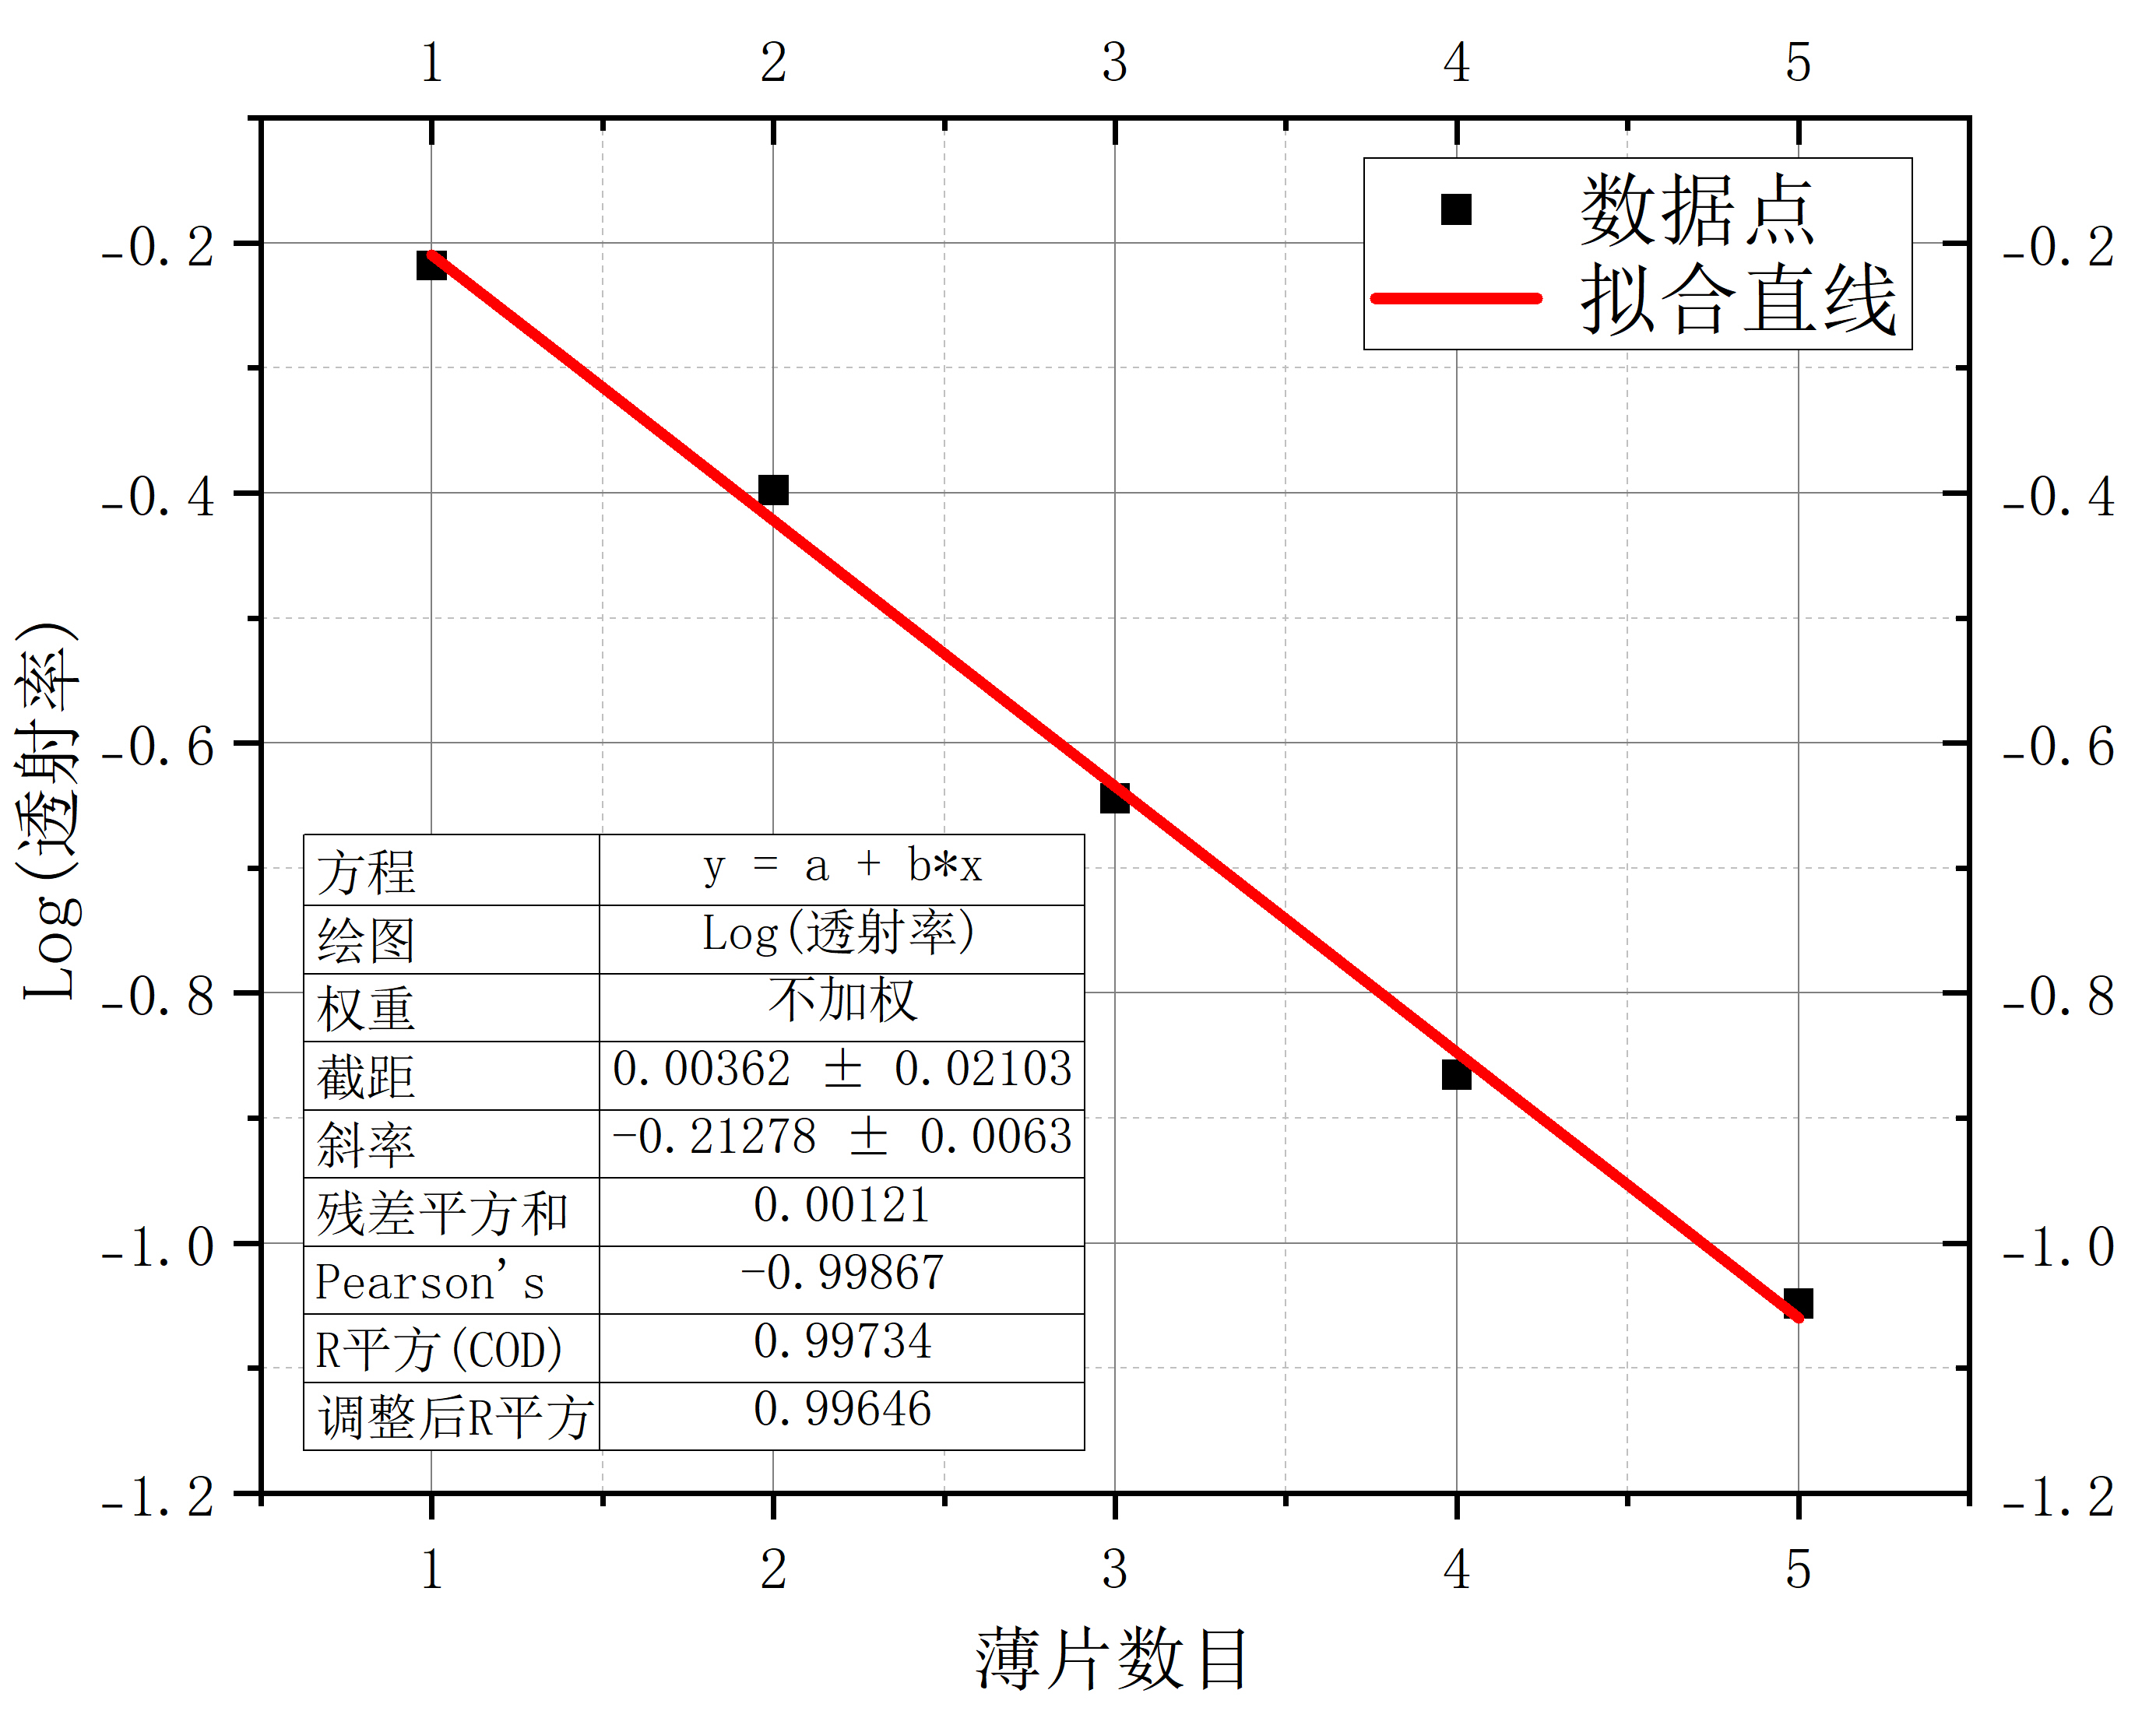 1 2 3 4 5
数据点
拟合直线
-0.2 -0.2
-0.4 -0.4
-0.6 -0.6
-0.8 -0.8
-1.0 -1.0
-1.2 -1.2
Log(透射率)
方程 y = a + b*x
绘图 Log(透射率)
权重 不加权
截距 0.00362 ± 0.02103
斜率 -0.21278 ± 0.0063
残差平方和 0.00121
Pearson's -0.99867
R平方(COD) 0.99734
调整后R平方 0.99646
1 2 3 4 5
薄片数目